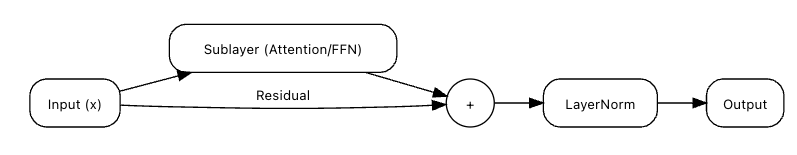 Sublayer (Attention/FFN)
Input (x)
Residual
+
LayerNorm
Output